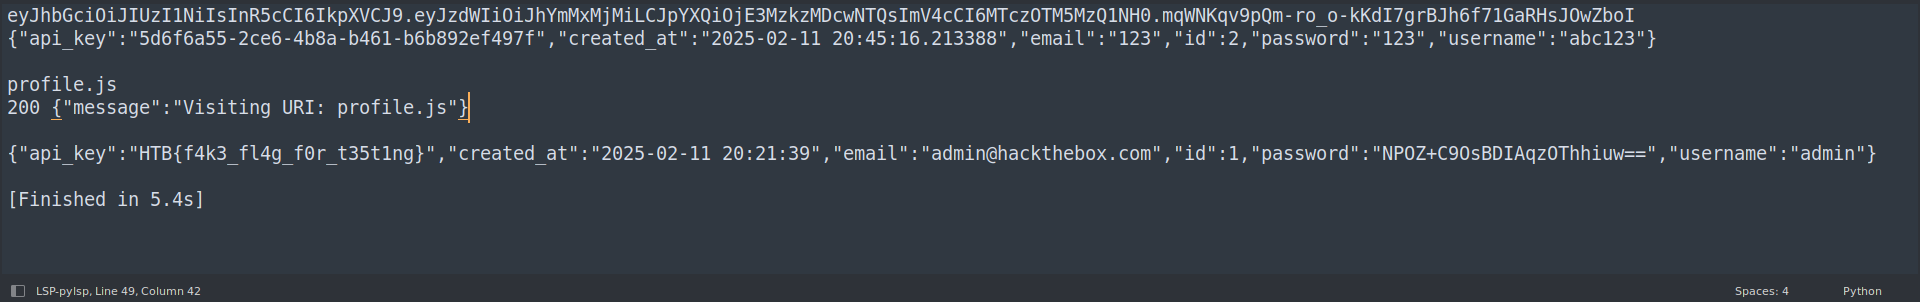 eyJhbGciOiJIUzI1NiIsInR5cCI6IkpXVCJ9.eyJzdWIiOiJhYmMxMjMiLCJpYXQiOjE3MzkzMDcwNTQsImV4cCI6MTczOTM5MzQ1NH0.mqWNKqv9pQm-ro_o-kKdI7grBJh6f71GaRHsJOwZboI
{"api_key":"5d6f6a55-2ce6-4b8a-b461-b6b892ef497f","created_at":"2025-02-11 20:45:16.213388","email":"123","id":2,"password":"123","username":"abc123"}
profile.js
200 {"message":"Visiting URI: profile.js"}
{"api_key":"HTB{f4k3_fl4g_f0r_t35t1ng}","created_at":"2025-02-11 20:21:39","email":"admin@hackthebox.com","id":1,"password":"NPOZ+C9OsBDIAqzOThhiuw==","username":"admin"}
[Finished in 5.4s]
LSP-pylsp, Line 49, Column 42
Spaces: 4
Python